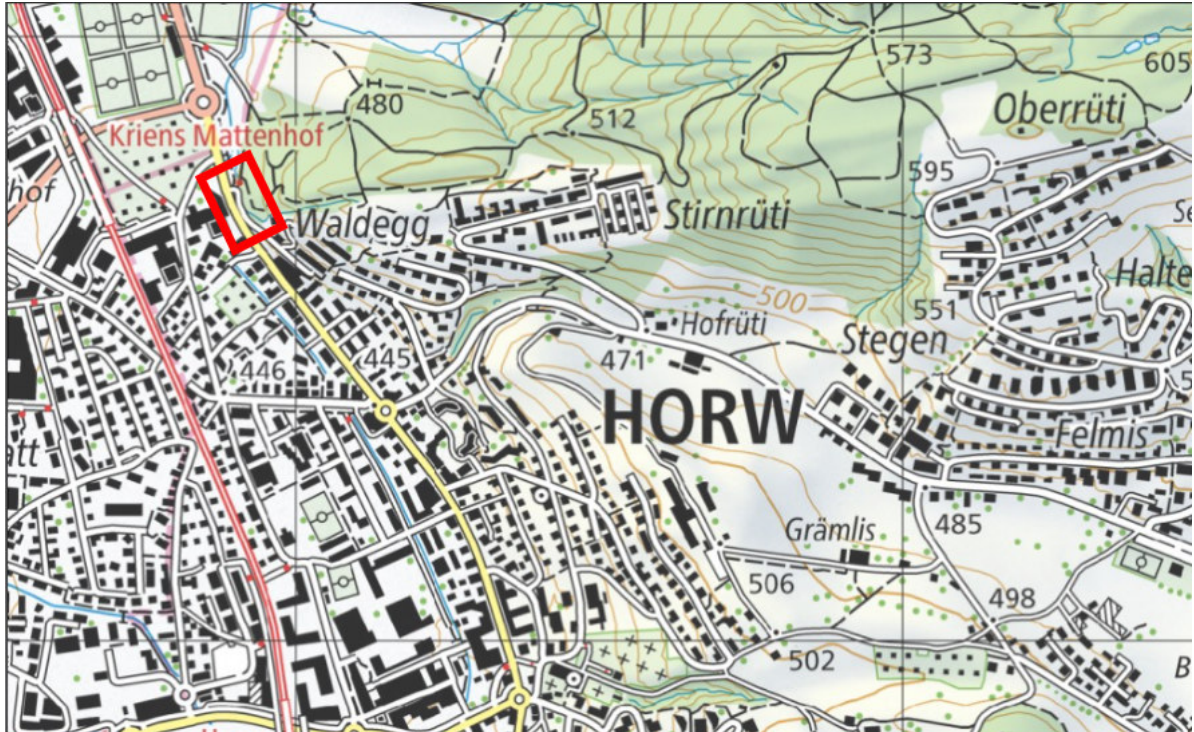 573
605
480
Oberrüti
512
Kriens Mattenhof
595
hof
Stirnrüti
Waldegg
Halte
500
551
Hofrüti
Stegen
471
445
446
HORW
Felmis
att
485
Grämlis
506
498
502
B